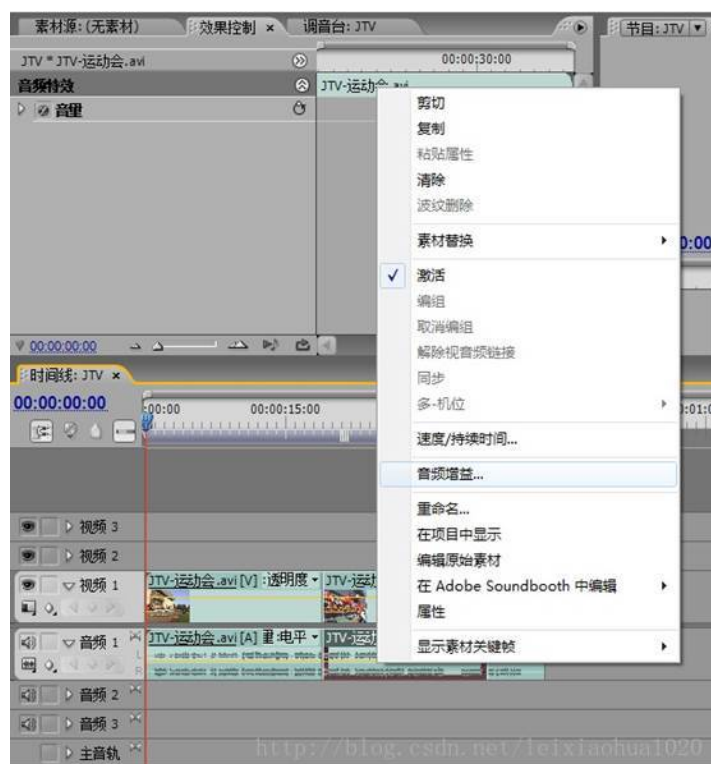 素材源:(无素材)
效果控制 ×
调音台: JTV
节目: JTV
JTV * JTV-运动会.avi
00:00:30:00
音频特效
JTV-运动会.avi
音量
剪切
复制
粘贴属性
清除
波纹删除
素材替换
激活
编组
取消编组
解除视音频链接
同步
多-机位
速度/持续时间...
音频增益...
重命名...
在项目中显示
编辑原始素材
在 Adobe Soundbooth 中编辑
属性
显示素材关键帧
00:00:00:00
时间线: JTV ×
00:00:00:00
:00:00
00:00:15:00
视频 3
视频 2
视频 1
JTV-运动会.avi [V] :透明度
音频 1
JTV-运动会.avi [A] 量:电平
L
R
音频 2
音频 3
主音轨
http://blog.csdn.net/leixiaohua1020